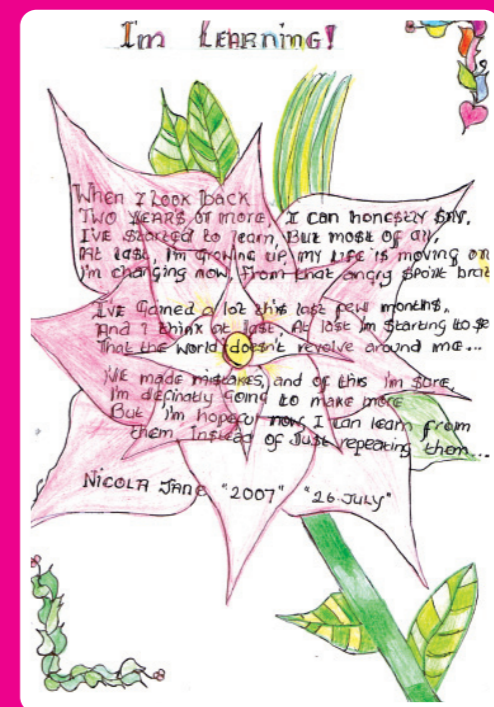 I'm LEARNING!
When I look back
TWO YEARS or more, I can honestly say,
I'VE started to learn, But most of all,
At last, I'm growing up, my life is moving on
I'm changing now, from that angry spoilt brat
I'VE gained a lot this last few months,
And I think at last, At last im starting to se
That the world doesn't revolve around me...
I'VE made mistakes, and of this I'm sure,
I'm definatly going to make more
But I'm hopeful now I can learn from
them, Instead of Just repeating them...
NICOLA JANE "2007" "26 JULY"